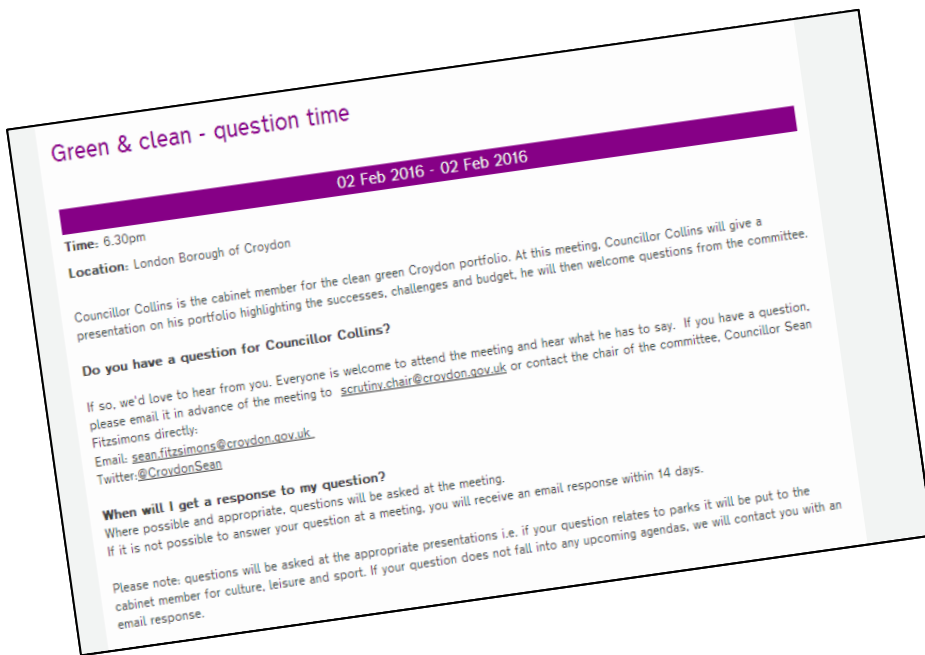 Green & clean - question time
02 Feb 2016 - 02 Feb 2016
Time: 6.30pm
Location: London Borough of Croydon
Councillor Collins is the cabinet member for the clean green Croydon portfolio. At this meeting, Councillor Collins will give a
presentation on his portfolio highlighting the successes, challenges and budget, he will then welcome questions from the committee.
Do you have a question for Councillor Collins?
If so, we'd love to hear from you. Everyone is welcome to attend the meeting and hear what he has to say. If you have a question,
please email it in advance of the meeting to scrutiny.chair@croydon.gov.uk or contact the chair of the committee, Councillor Sean
Fitzsimons directly:
Email: sean.fitzsimons@croydon.gov.uk
Twitter:@CroydonSean
When will I get a response to my question?
Where possible and appropriate, questions will be asked at the meeting.
If it is not possible to answer your question at a meeting, you will receive an email response within 14 days.
Please note: questions will be asked at the appropriate presentations i.e. if your question relates to parks it will be put to the
cabinet member for culture, leisure and sport. If your question does not fall into any upcoming agendas, we will contact you with an
email response.